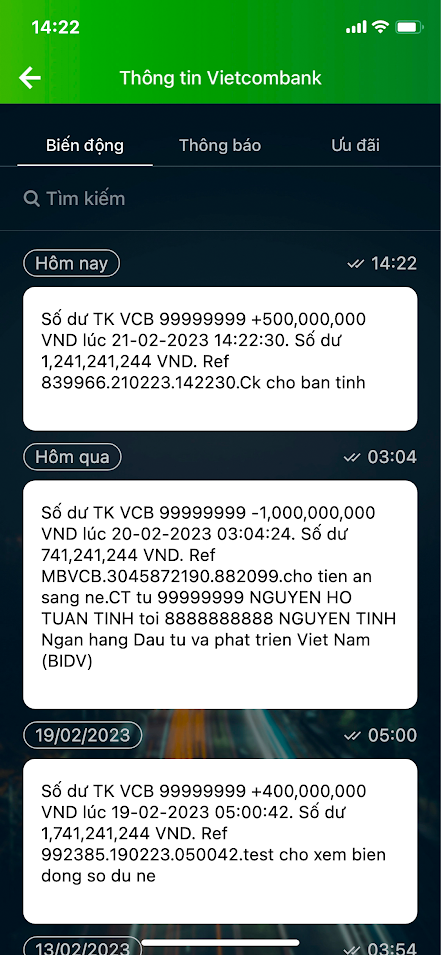 14:22
Thông tin Vietcombank
Biến động Thông báo Ưu đãi
Tìm kiếm
Hôm nay 14:22
Số dư TK VCB 99999999 +500,000,000
VND lúc 21-02-2023 14:22:30. Số dư
1,241,241,244 VND. Ref
839966.210223.142230.Ck cho ban tinh
Hôm qua 03:04
Số dư TK VCB 99999999 -1,000,000,000
VND lúc 20-02-2023 03:04:24. Số dư
741,241,244 VND. Ref
MBVCB.3045872190.882099.cho tien an
sang ne.CT tu 99999999 NGUYEN HO
TUAN TINH toi 8888888888 NGUYEN TINH
Ngan hang Dau tu va phat trien Viet Nam
(BIDV)
19/02/2023 05:00
Số dư TK VCB 99999999 +400,000,000
VND lúc 19-02-2023 05:00:42. Số dư
1,741,241,244 VND. Ref
992385.190223.050042.test cho xem bien
dong so du ne
13/02/2023 03:54